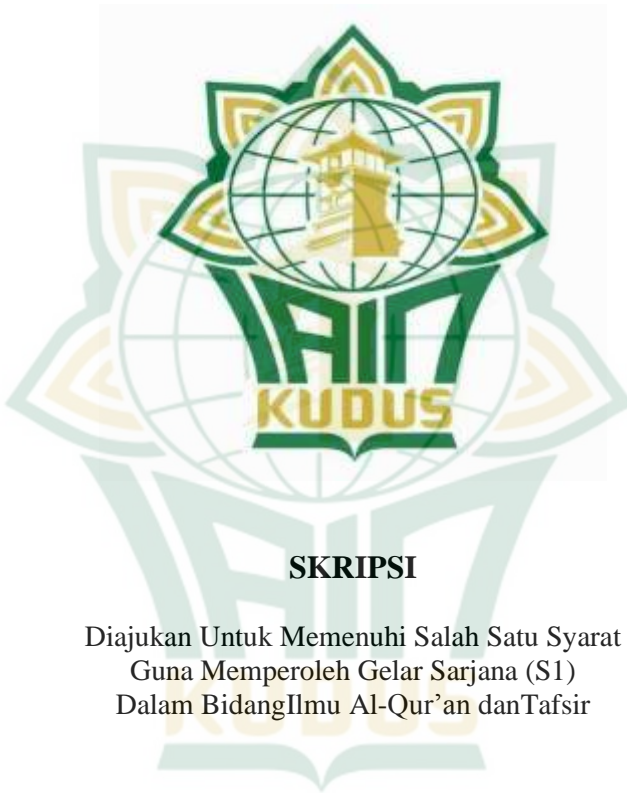 IAIN
KUDUS
SKRIPSI
Diajukan Untuk Memenuhi Salah Satu Syarat
Guna Memperoleh Gelar Sarjana (S1)
Dalam BidangIlmu Al-Qur’an danTafsir